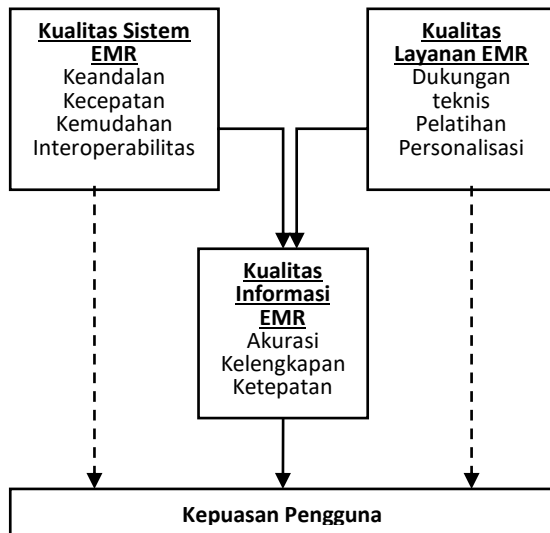 Kualitas Sistem
EMR
Keandalan
Kecepatan
Kemudahan
Interoperabilitas
Kualitas
Layanan EMR
Dukungan
teknis
Pelatihan
Personalisasi
Kualitas
Informasi
EMR
Akurasi
Kelengkapan
Ketepatan
Kepuasan Pengguna